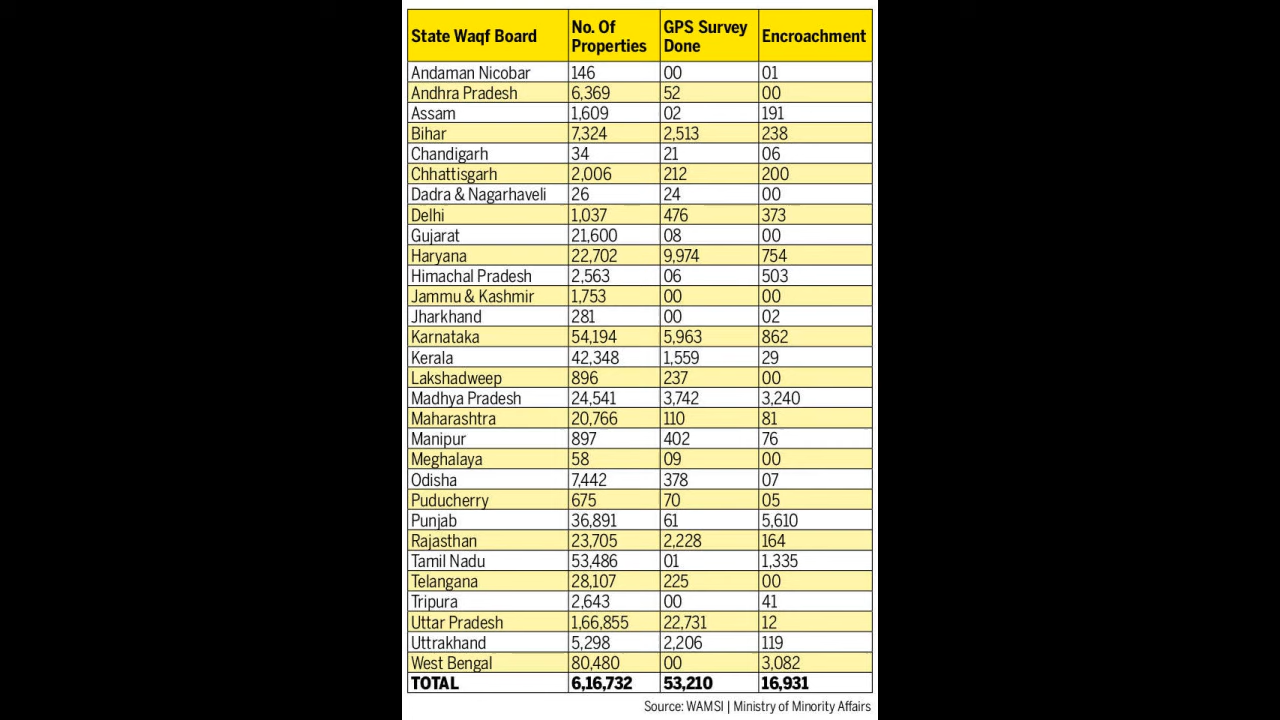 State Waqf Board No. Of Properties GPS Survey Done Encroachment
Andaman Nicobar 146 00 01
Andhra Pradesh 6,369 52 00
Assam 1,609 02 191
Bihar 7,324 2,513 238
Chandigarh 34 21 06
Chhattisgarh 2,006 212 200
Dadra & Nagarhaveli 26 24 00
Delhi 1,037 476 373
Gujarat 21,600 08 00
Haryana 22,702 9,974 754
Himachal Pradesh 2,563 06 503
Jammu & Kashmir 1,753 00 00
Jharkhand 281 00 02
Karnataka 54,194 5,963 862
Kerala 42,348 1,559 29
Lakshadweep 896 237 00
Madhya Pradesh 24,541 3,742 3,240
Maharashtra 20,766 110 81
Manipur 897 402 76
Meghalaya 58 09 00
Odisha 7,442 378 07
Puducherry 675 70 05
Punjab 36,891 61 5,610
Rajasthan 23,705 2,228 164
Tamil Nadu 53,486 01 1,335
Telangana 28,107 225 00
Tripura 2,643 00 41
Uttar Pradesh 1,66,855 22,731 12
Uttrakhand 5,298 2,206 119
West Bengal 80,480 00 3,082
TOTAL 6,16,732 53,210 16,931
Source: WAMSI | Ministry of Minority Affairs